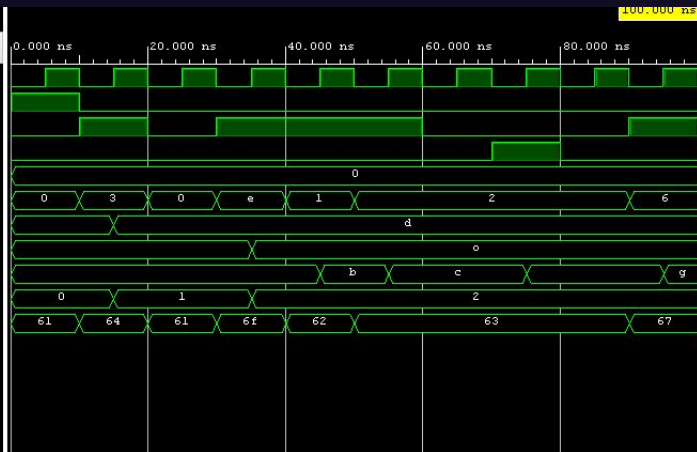 100.000 ns
0.000 ns 20.000 ns 40.000 ns 60.000 ns 80.000 ns
0
0 3 0 e 1 2 6
d
o
b c g
0 1 2
61 64 61 6f 62 63 67